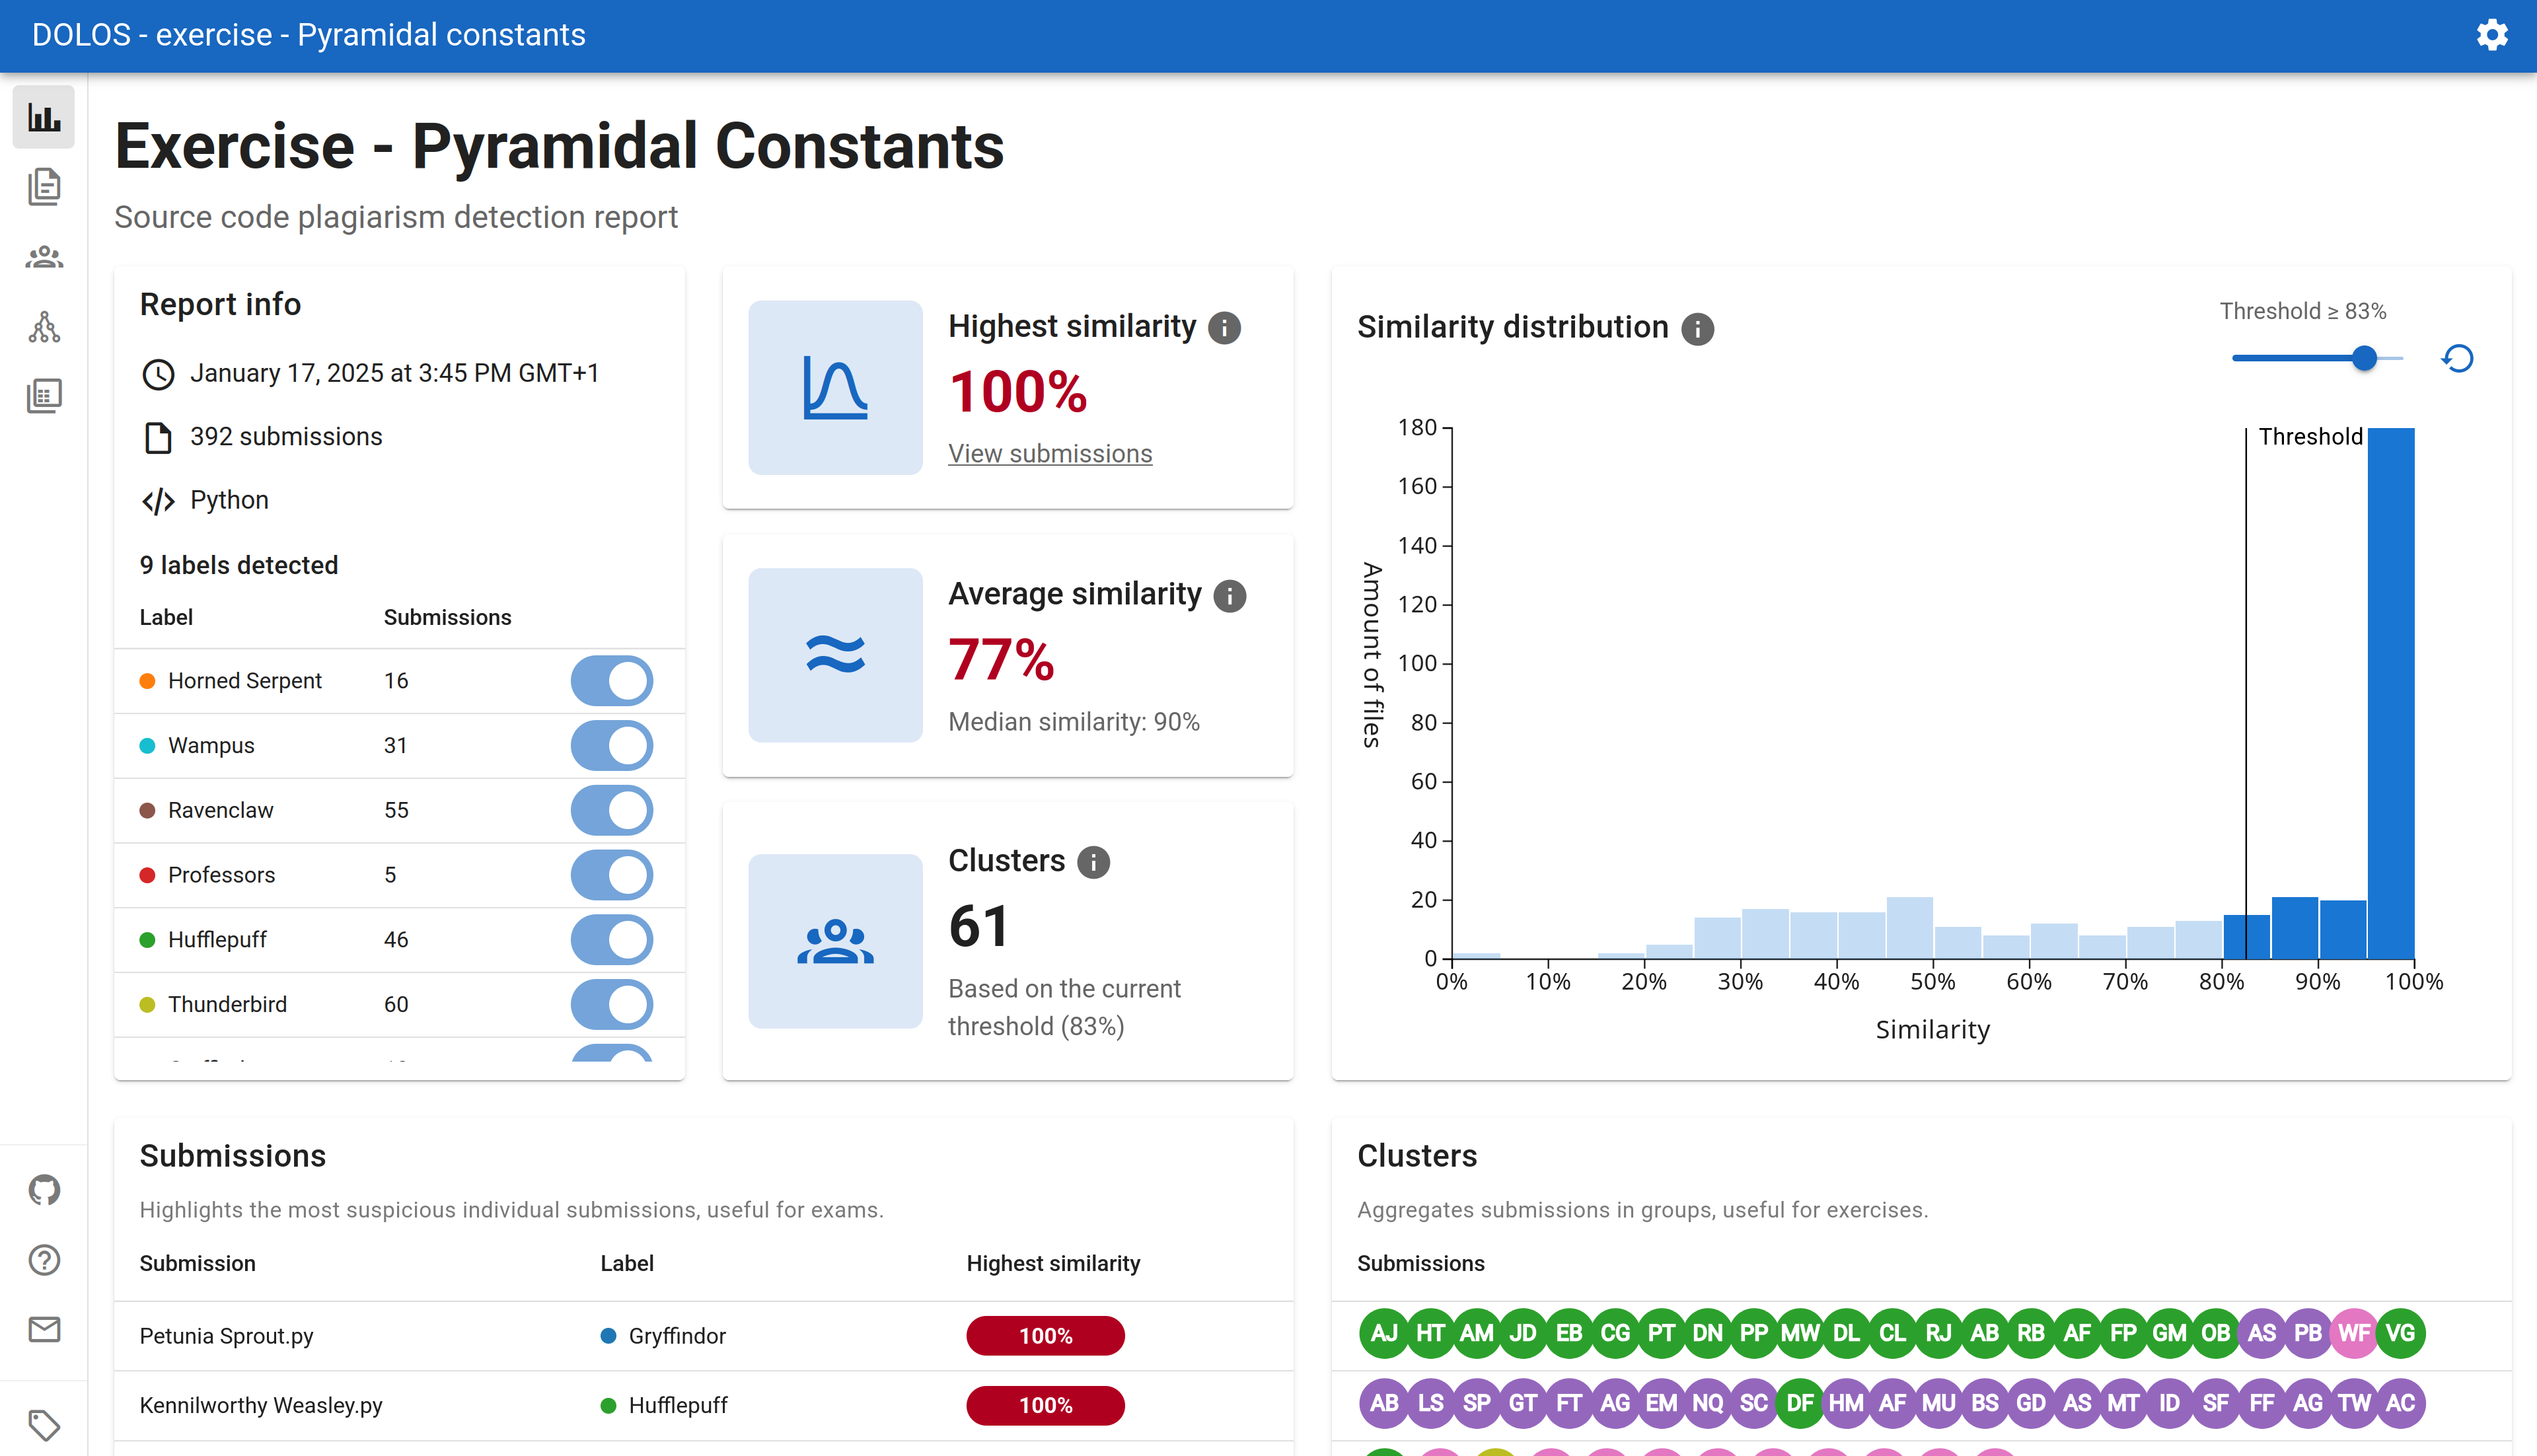 DOLOS - exercise - Pyramidal constants
Exercise - Pyramidal Constants
Source code plagiarism detection report
Report info
January 17, 2025 at 3:45 PM GMT+1
392 submissions
Python
9 labels detected
Label Submissions
Horned Serpent 16
Wampus 31
Ravenclaw 55
Professors 5
Hufflepuff 46
Thunderbird 60
Highest similarity
100%
View submissions
Average similarity
77%
Median similarity: 90%
Clusters
61
Based on the current
threshold (83%)
Similarity distribution
Threshold ≥ 83%
Threshold
180
160
140
120
100
80
60
40
20
0
Amount of files
0% 10% 20% 30% 40% 50% 60% 70% 80% 90% 100%
Similarity
Submissions
Highlights the most suspicious individual submissions, useful for exams.
Submission Label Highest similarity
Petunia Sprout.py Gryffindor 100%
Kennilworthy Weasley.py Hufflepuff 100%
Clusters
Aggregates submissions in groups, useful for exercises.
Submissions
AJ HT AM JD EB CG PT DN PP MW DL CL RJ AB RB AF FP GM OB AS PB WF VG
AB LS SP GT FT AG EM NQ SC DF HM AF MU BS GD AS MT ID SF FF AG TW AC